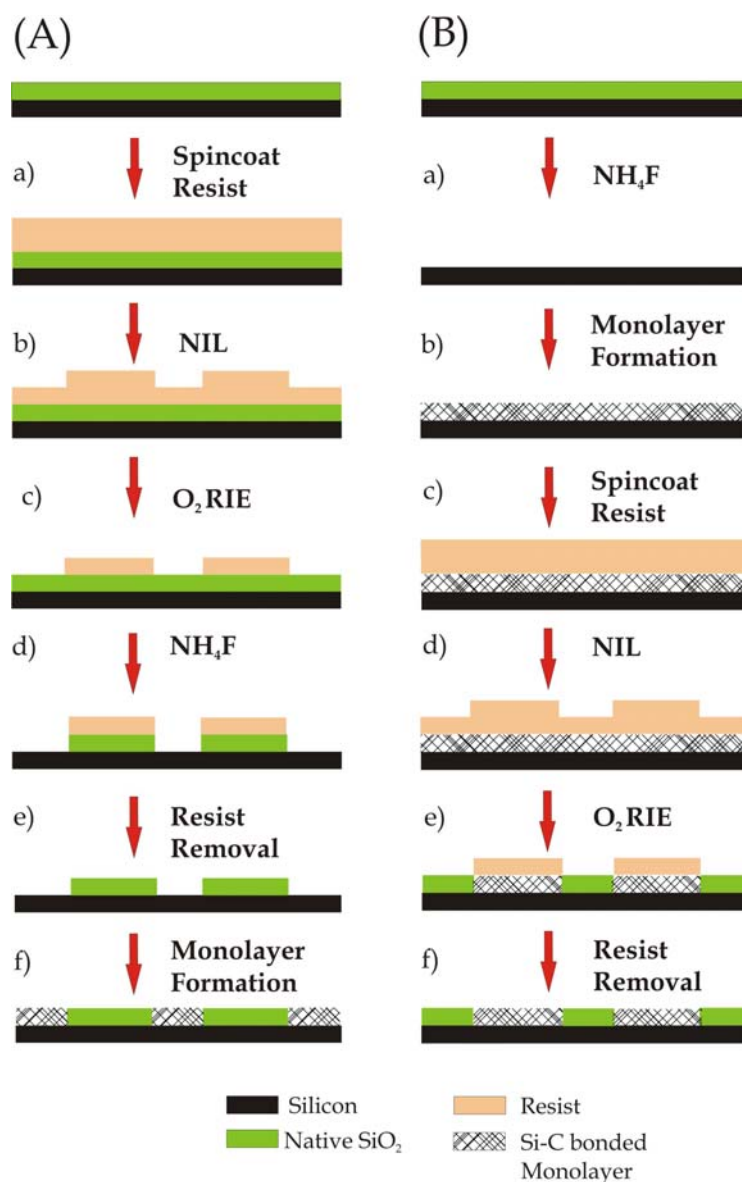 (A)
a) Spincoat
Resist
b) NIL
c) O₂ RIE
d) NH₄F
e) Resist
Removal
f) Monolayer
Formation
(B)
a) NH₄F
b) Monolayer
Formation
c) Spincoat
Resist
d) NIL
e) O₂ RIE
f) Resist
Removal
Silicon
Native SiO₂
Resist
Si-C bonded
Monolayer